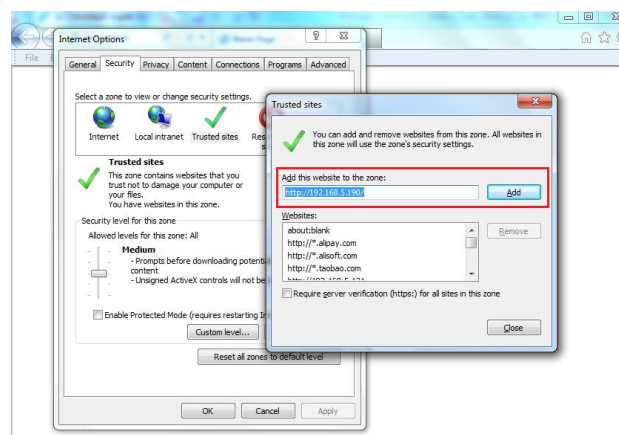 Internet Options
File
General Security Privacy Content Connections Programs Advanced
Select a zone to view or change security settings.
Internet Local intranet Trusted sites
Trusted sites
This zone contains websites that you
trust not to damage your computer or
your files.
You have websites in this zone.
Security level for this zone
Allowed levels for this zone: All
Medium
- Prompts before downloading
content
- Unsigned ActiveX controls will not be
Enable Protected Mode (requires restarting
Custom level...
Reset all zones to default level
OK Cancel Apply
Trusted sites
You can add and remove websites from this zone. All websites in
this zone will use the zone's security settings.
Add this website to the zone:
http://192.168.5.190/ Add
Websites:
about:blank Remove
http://*.alipay.com
http://*.alisoft.com
http://*.taobao.com
Require server verification (https:) for all sites in this zone
Close